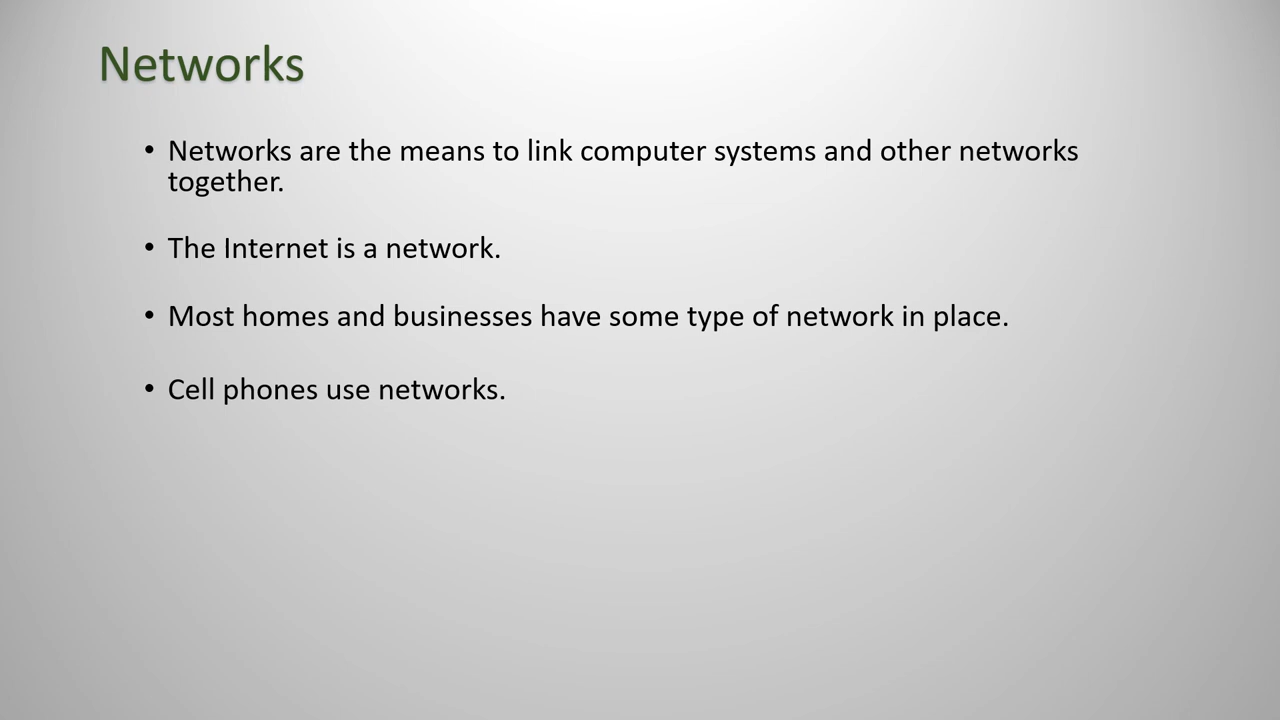 Networks
• Networks are the means to link computer systems and other networks
together.
• The Internet is a network.
• Most homes and businesses have some type of network in place.
• Cell phones use networks.